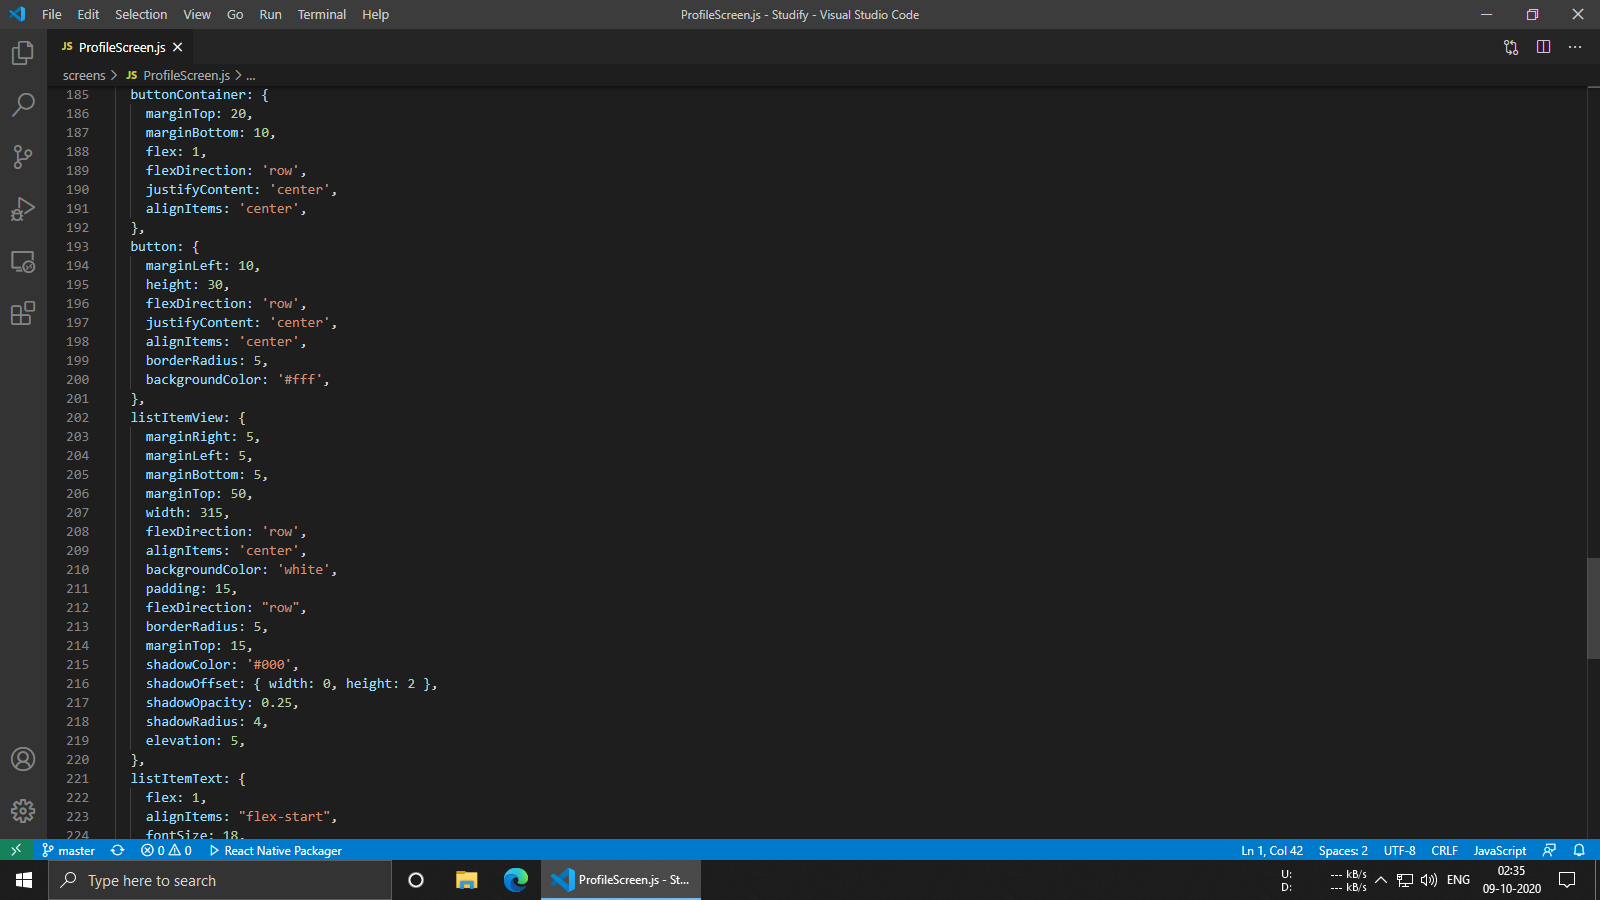 File Edit Selection View Go Run Terminal Help
ProfileScreen.js - Studify - Visual Studio Code
JS ProfileScreen.js
screens > JS ProfileScreen.js > ...
185 buttonContainer: {
186 marginTop: 20,
187 marginBottom: 10,
188 flex: 1,
189 flexDirection: 'row',
190 justifyContent: 'center',
191 alignItems: 'center',
192 },
193 button: {
194 marginLeft: 10,
195 height: 30,
196 flexDirection: 'row',
197 justifyContent: 'center',
198 alignItems: 'center',
199 borderRadius: 5,
200 backgroundColor: '#fff',
201 },
202 listItemView: {
203 marginRight: 5,
204 marginLeft: 5,
205 marginBottom: 5,
206 marginTop: 50,
207 width: 315,
208 flexDirection: 'row',
209 alignItems: 'center',
210 backgroundColor: 'white',
211 padding: 15,
212 flexDirection: "row",
213 borderRadius: 5,
214 marginTop: 15,
215 shadowColor: '#000',
216 shadowOffset: { width: 0, height: 2 },
217 shadowOpacity: 0.25,
218 shadowRadius: 4,
219 elevation: 5,
220 },
221 listItemText: {
222 flex: 1,
223 alignItems: "flex-start",
224 fontSize: 18,
master 0 0 React Native Packager Ln 1, Col 42 Spaces: 2 UTF-8 CRLF JavaScript
Type here to search
ProfileScreen.js - St...
U: --- kB/s
D: --- kB/s
ENG
02:35
09-10-2020